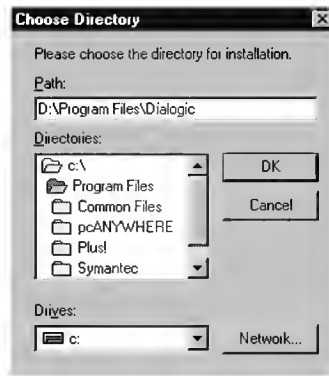 Choose Directory
Please choose the directory for installation.
Path:
D:\Program Files\Dialogic
Directories:
c:\
Program Files
Common Files
pcANYWHERE
Plus!
Symantec
OK
Cancel
Drives:
c:
Network...